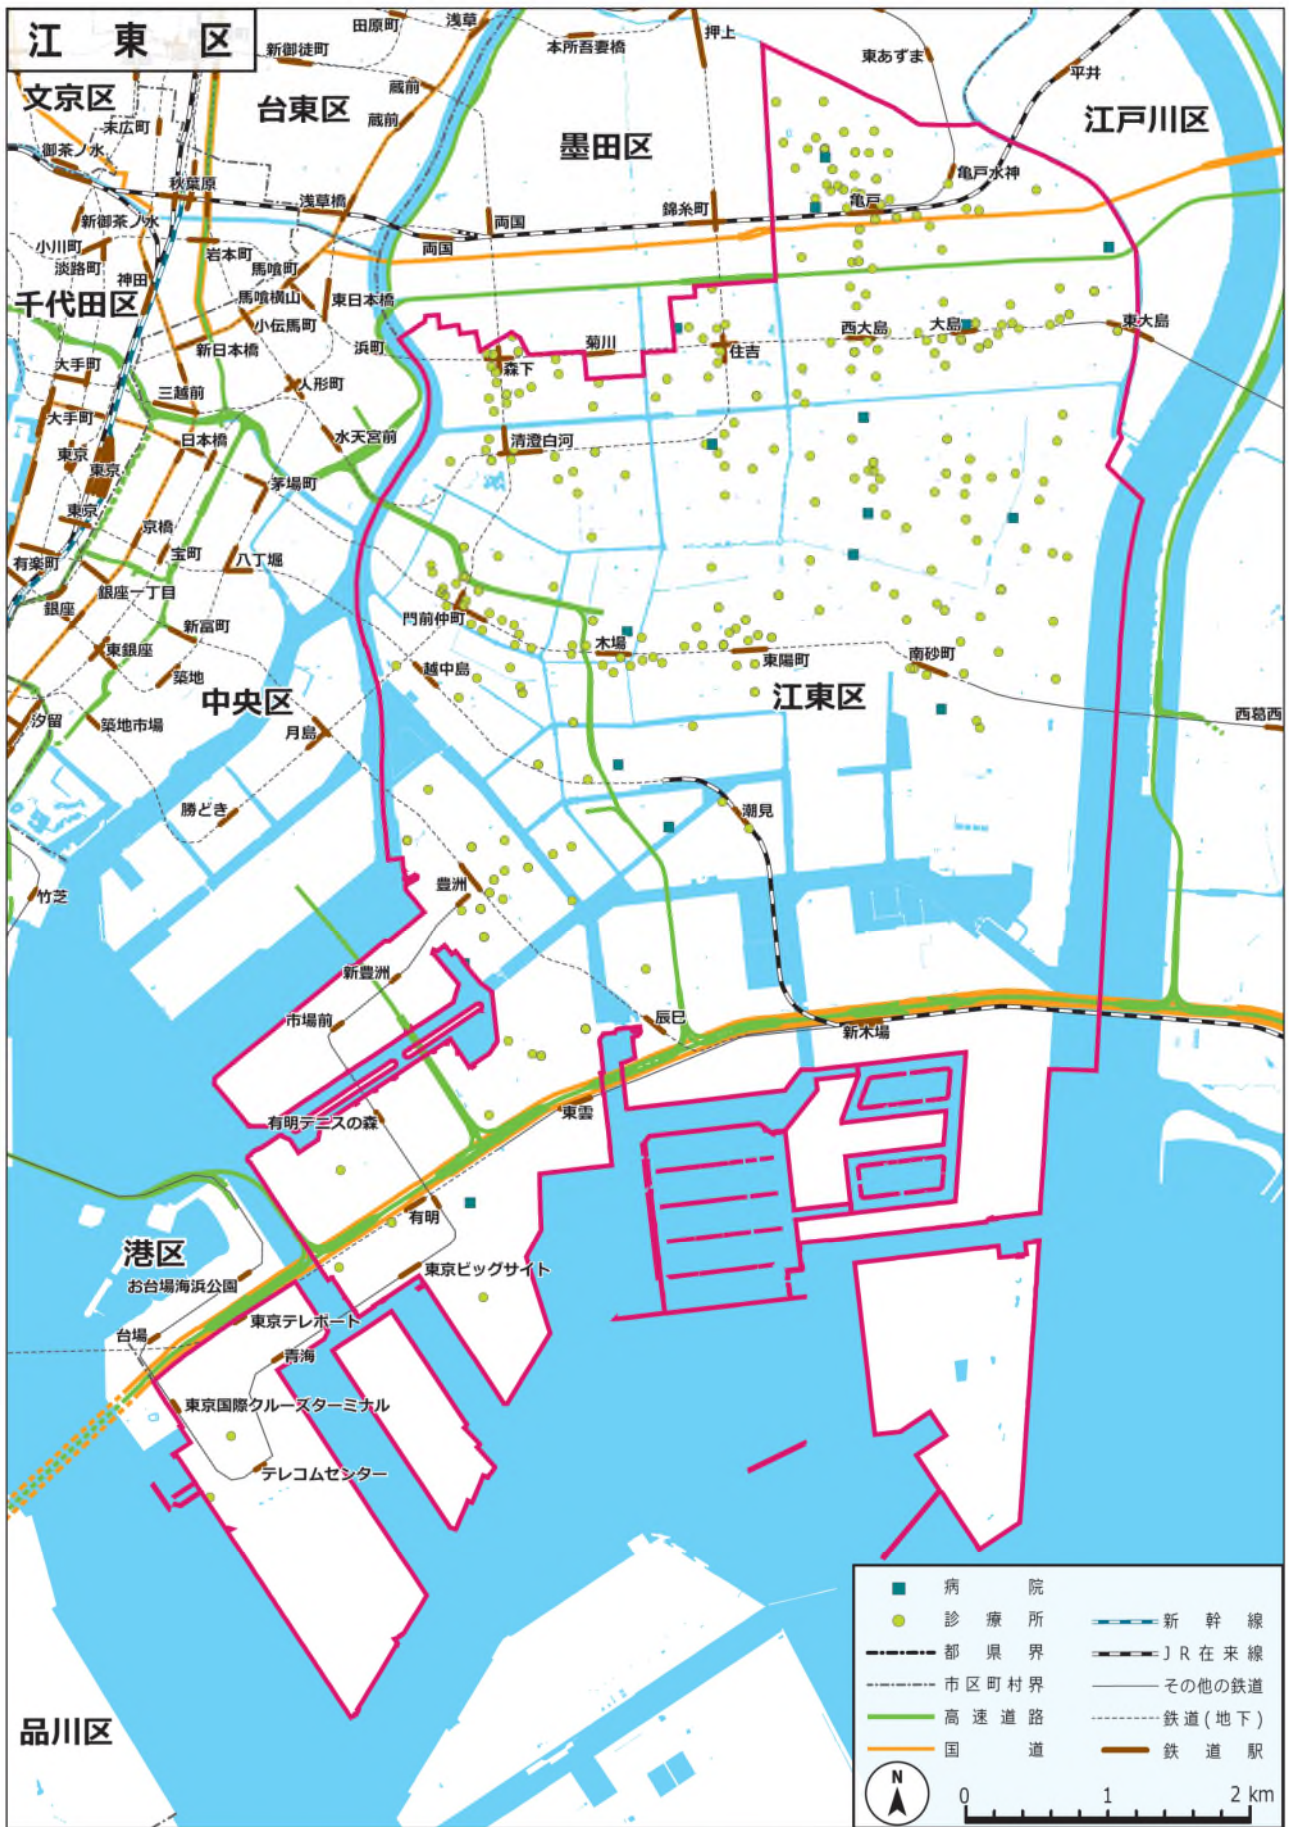 江東区
田原町
浅草
本所吾妻橋
押上
東あずま
平井
新御徒町
文京区
台東区
蔵前
蔵前
墨田区
江戸川区
末広町
御茶ノ水
秋葉原
浅草橋
両国
両国
錦糸町
亀戸
亀戸水神
新御茶ノ水
小川町
淡路町
神田
岩本町
馬喰町
馬喰横山
東日本橋
小伝馬町
千代田区
新日本橋
浜町
菊川
住吉
西大島
大島
東大島
森下
大手町
三越前
人形町
大手町
日本橋
水天宮前
清澄白河
東京
東京
茅場町
東京
京橋
宝町
八丁堀
有楽町
銀座一丁目
銀座
新富町
門前仲町
木場
東陽町
南砂町
東銀座
築地
越中島
中央区
江東区
汐留
築地市場
月島
西葛西
勝どき
潮見
竹芝
豊洲
新豊洲
市場前
辰巳
新木場
東雲
有明テニスの森
有明
港区
お台場海浜公園
東京ビッグサイト
台場
東京テレポート
青海
東京国際クルーズターミナル
テレコムセンター
品川区
病院
診療所
新幹線
都県界
JR在来線
市区町村界
その他の鉄道
高速道路
鉄道(地下)
国道
鉄道駅
N
0 1 2 km